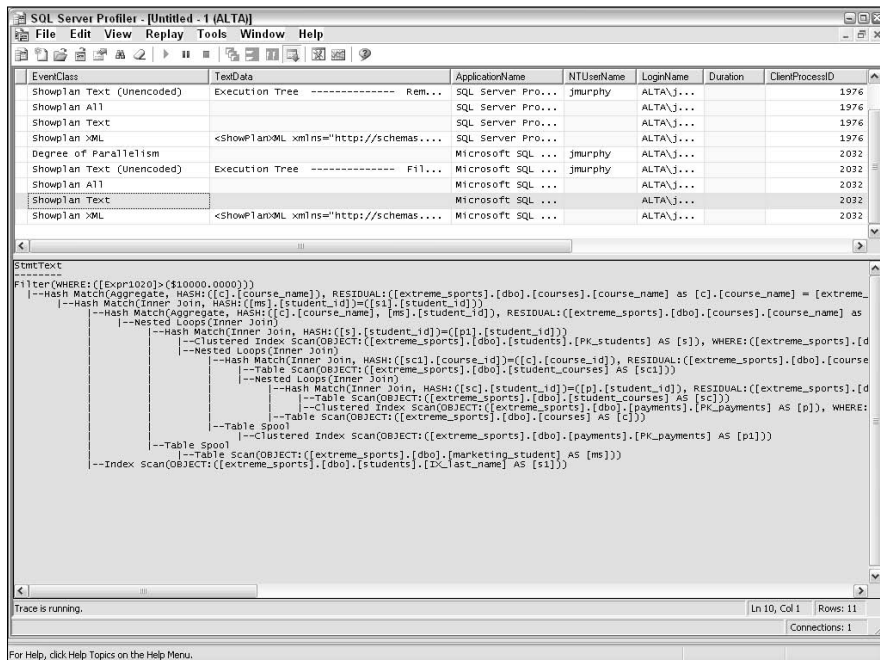 SQL Server Profiler - [Untitled - 1 (ALTA)]
File Edit View Replay Tools Window Help
EventClass TextData ApplicationName NTUserName LoginName Duration ClientProcessID
Showplan Text (Unencoded) Execution Tree -------------- Rem... SQL Server Pro... jmurphy ALTA\j... 1976
Showplan All SQL Server Pro... ALTA\j... 1976
Showplan Text SQL Server Pro... ALTA\j... 1976
Showplan XML <ShowPlanXML xmlns="http://schemas.... SQL Server Pro... ALTA\j... 1976
Degree of Parallelism Microsoft SQL ... jmurphy ALTA\j... 2032
Showplan Text (Unencoded) Execution Tree -------------- Fil... Microsoft SQL ... jmurphy ALTA\j... 2032
Showplan All Microsoft SQL ... ALTA\j... 2032
Showplan Text Microsoft SQL ... ALTA\j... 2032
Showplan XML <ShowPlanXML xmlns="http://schemas.... Microsoft SQL ... ALTA\j... 2032
StmtText
--------
Filter(WHERE:([Expr1020]>($10000.0000)))
|--Hash Match(Aggregate, HASH:([c].[course_name]), RESIDUAL:([extreme_sports].[dbo].[courses].[course_name] as [c].[course_name] = [extreme_
|--Hash Match(Inner Join, HASH:([ms].[student_id])=([s1].[student_id]))
|--Hash Match(Aggregate, HASH:([c].[course_name], [ms].[student_id]), RESIDUAL:([extreme_sports].[dbo].[courses].[course_name] as
| |--Nested Loops(Inner Join)
| |--Hash Match(Inner Join, HASH:([s].[student_id])=([p1].[student_id]))
| | |--Clustered Index Scan(OBJECT:([extreme_sports].[dbo].[students].[PK_students] AS [s]), WHERE:([extreme_sports].[d
| | |--Nested Loops(Inner Join)
| | |--Hash Match(Inner Join, HASH:([sc1].[course_id])=([c].[course_id]), RESIDUAL:([extreme_sports].[dbo].[course
| | | |--Table Scan(OBJECT:([extreme_sports].[dbo].[student_courses] AS [sc1]))
| | | |--Nested Loops(Inner Join)
| | | |--Hash Match(Inner Join, HASH:([sc].[student_id])=([p].[student_id]), RESIDUAL:([extreme_sports].[d
| | | | |--Table Scan(OBJECT:([extreme_sports].[dbo].[student_courses] AS [sc]))
| | | | |--Clustered Index Scan(OBJECT:([extreme_sports].[dbo].[payments].[PK_payments] AS [p]), WHERE:
| | | |--Table Scan(OBJECT:([extreme_sports].[dbo].[courses] AS [c]))
| | |--Table Spool
| | |--Clustered Index Scan(OBJECT:([extreme_sports].[dbo].[payments].[PK_payments] AS [p1]))
| |--Table Spool
| |--Table Scan(OBJECT:([extreme_sports].[dbo].[marketing_student] AS [ms]))
|--Index Scan(OBJECT:([extreme_sports].[dbo].[students].[IX_last_name] AS [s1]))
Trace is running. Ln 10, Col 1 Rows: 11
Connections: 1
For Help, click Help Topics on the Help Menu.